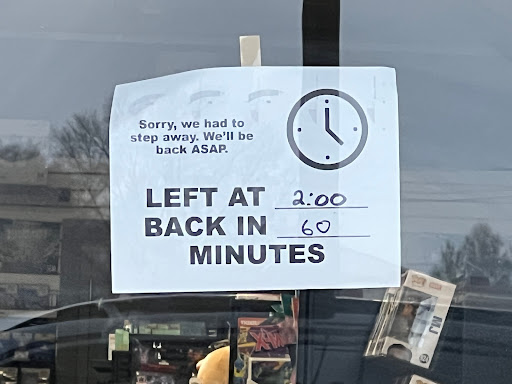 Sorry, we had to
step away. We'll be
back ASAP.
LEFT AT 2:00
BACK IN 60
MINUTES